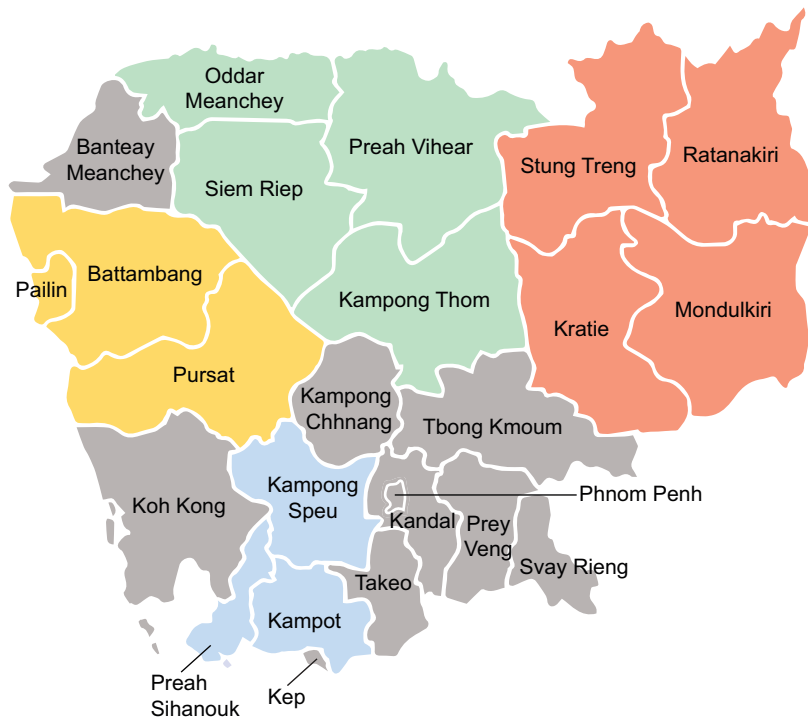 Oddar
Meanchey
Banteay
Meanchey
Preah Vihear
Stung Treng
Ratanakiri
Siem Riep
Battambang
Pailin
Kampong Thom
Kratie
Mondulkiri
Pursat
Kampong
Chhnang
Tbong Kmoum
Koh Kong
Kampong
Speu
Phnom Penh
Kandal
Prey
Veng
Svay Rieng
Takeo
Kampot
Preah
Sihanouk
Kep